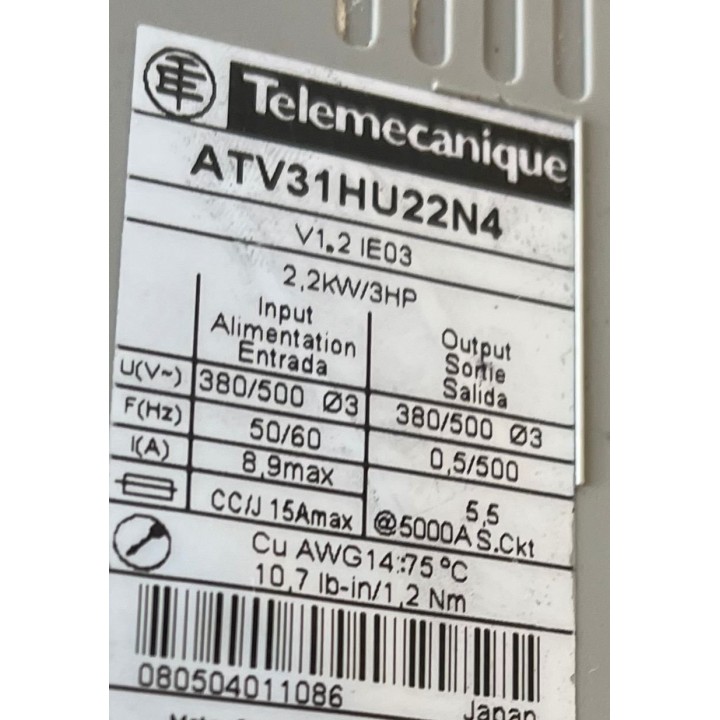 Telemecanique
ATV31HU22N4
V1.2 IE03
2,2KW/3HP
Input Output
Alimentation Sortie
Entrada Salida
U(V~) 380/500 Ø3 380/500 Ø3
F(Hz) 50/60 0,5/500
I(A) 8,9max 5,5
CC/J 15Amax @5000A S.Ckt
Cu AWG14:75 °C
10,7 lb-in/1,2 Nm
080504011086
Japan